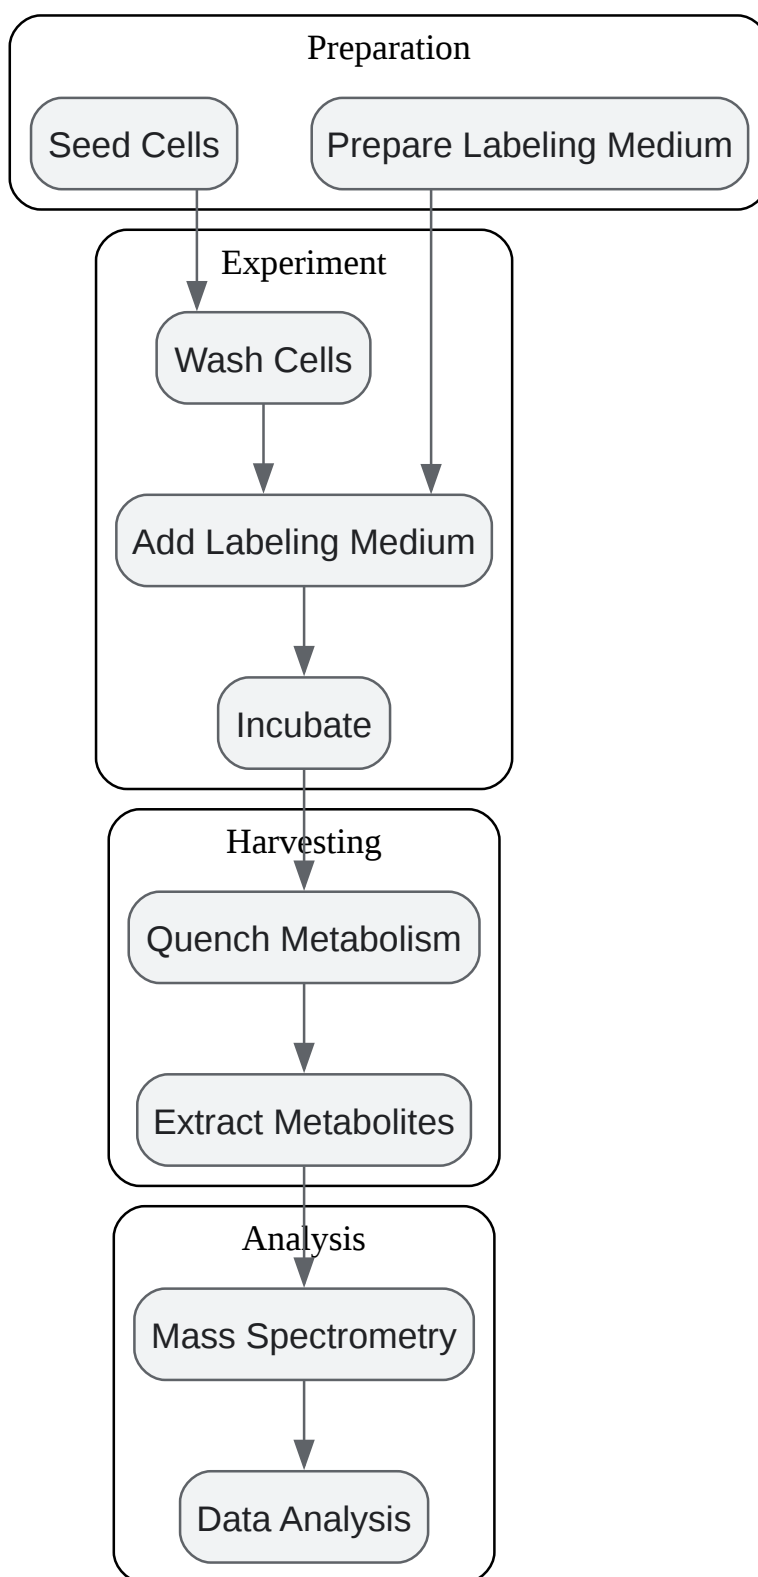 Preparation
Seed Cells
Prepare Labeling Medium
Experiment
Wash Cells
Add Labeling Medium
Incubate
Harvesting
Quench Metabolism
Extract Metabolites
Analysis
Mass Spectrometry
Data Analysis